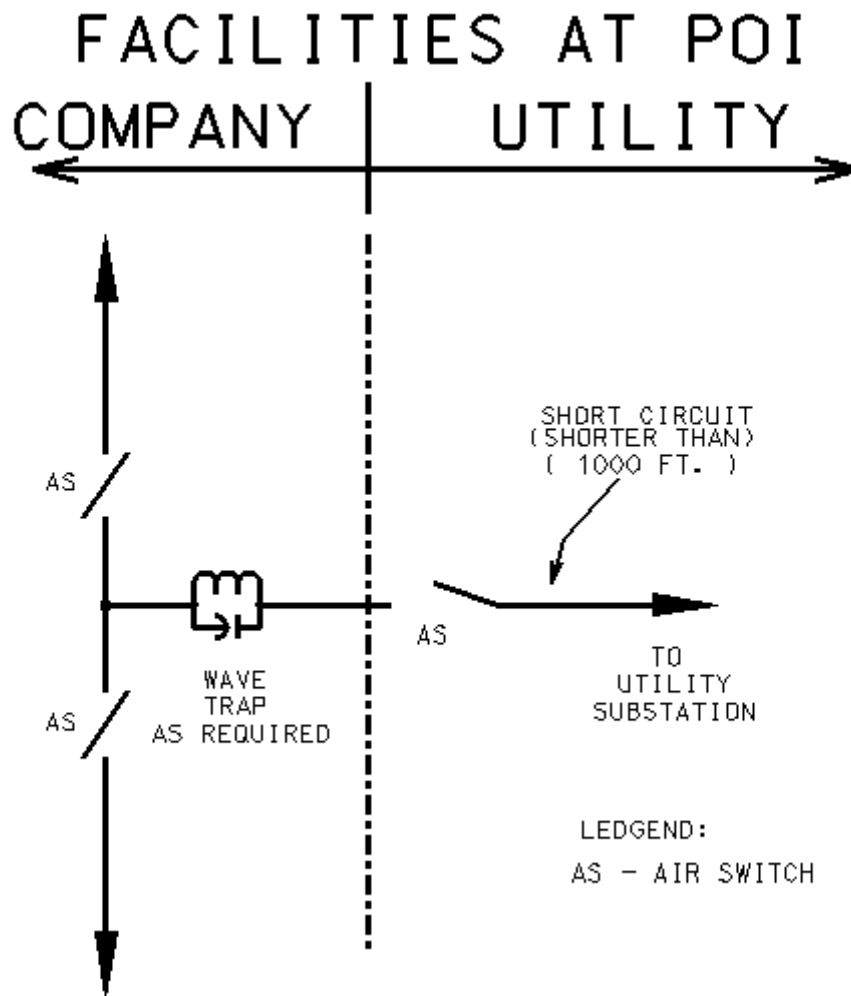 FACILITIES AT POI
COMPANY
UTILITY
SHORT CIRCUIT
(SHORTER THAN)
( 1000 FT. )
AS
AS
WAVE
TRAP
AS REQUIRED
TO
UTILITY
SUBSTATION
AS
LEDGEND:
AS - AIR SWITCH